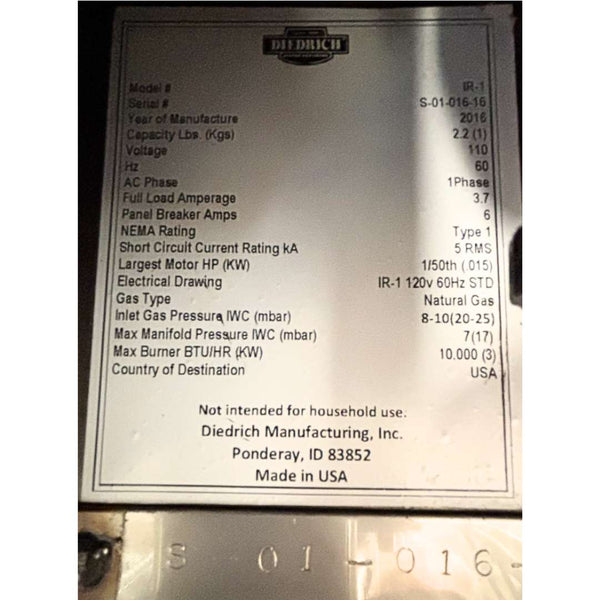 DIEDRICH
Model # IR-1
Serial # S-01-016-16
Year of Manufacture 2016
Capacity Lbs. (Kgs) 2.2 (1)
Voltage 110
Hz 60
AC Phase 1Phase
Full Load Amperage 3.7
Panel Breaker Amps 6
NEMA Rating Type 1
Short Circuit Current Rating kA 5 RMS
Largest Motor HP (KW) 1/50th (.015)
Electrical Drawing IR-1 120v 60Hz STD
Gas Type Natural Gas
Inlet Gas Pressure IWC (mbar) 8-10(20-25)
Max Manifold Pressure IWC (mbar) 7(17)
Max Burner BTU/HR (KW) 10.000 (3)
Country of Destination USA
Not intended for household use.
Diedrich Manufacturing, Inc.
Ponderay, ID 83852
Made in USA
S 01-016-